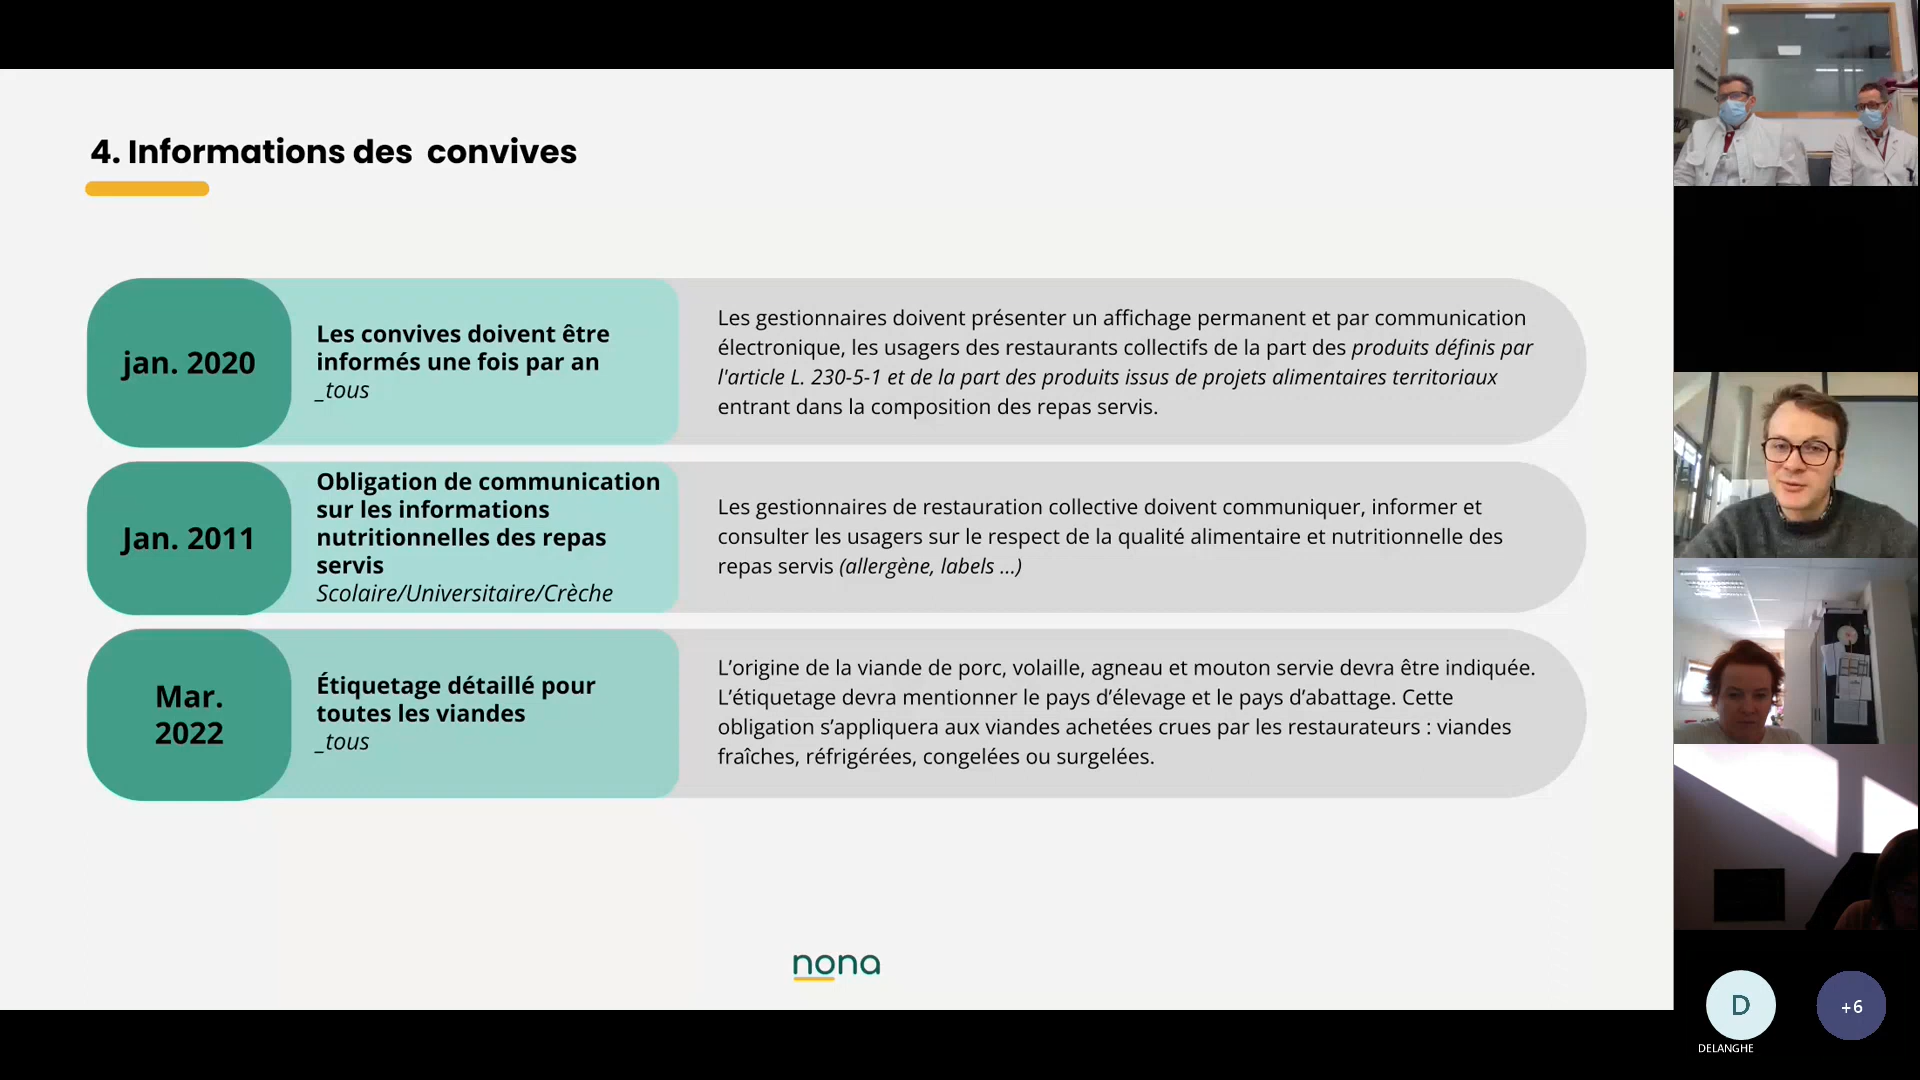 4. Informations des convives
jan. 2020
Les convives doivent être
informés une fois par an
_tous
Les gestionnaires doivent présenter un affichage permanent et par communication
électronique, les usagers des restaurants collectifs de la part des produits définis par
l'article L. 230-5-1 et de la part des produits issus de projets alimentaires territoriaux
entrant dans la composition des repas servis.
Jan. 2011
Obligation de communication
sur les informations
nutritionnelles des repas
servis
Scolaire/Universitaire/Crèche
Les gestionnaires de restauration collective doivent communiquer, informer et
consulter les usagers sur le respect de la qualité alimentaire et nutritionnelle des
repas servis (allergène, labels ...)
Mar.
2022
Étiquetage détaillé pour
toutes les viandes
_tous
L’origine de la viande de porc, volaille, agneau et mouton servie devra être indiquée.
L’étiquetage devra mentionner le pays d’élevage et le pays d’abattage. Cette
obligation s’appliquera aux viandes achetées crues par les restaurateurs : viandes
fraîches, réfrigérées, congelées ou surgelées.
nona
D
+6
DELANGHE